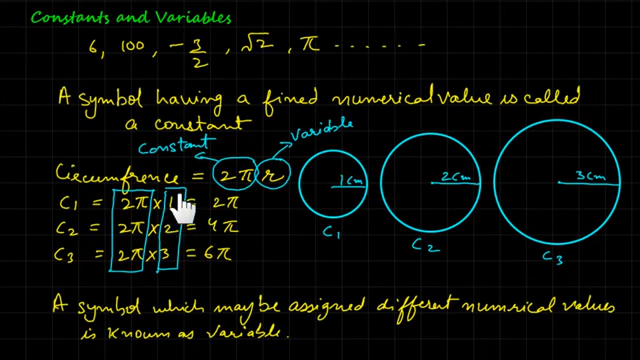 Constants and Variables
6, 100, -3/2, √2, π ........
A symbol having a fixed numerical value is called
a constant
Constant
Variable
Circumfrence = 2π r
C1 = 2π × 1 = 2π
C2 = 2π × 2 = 4π
C3 = 2π × 3 = 6π
1cm
C1
2cm
C2
3cm
C3
A symbol which may be assigned different numerical values
is known as variable.